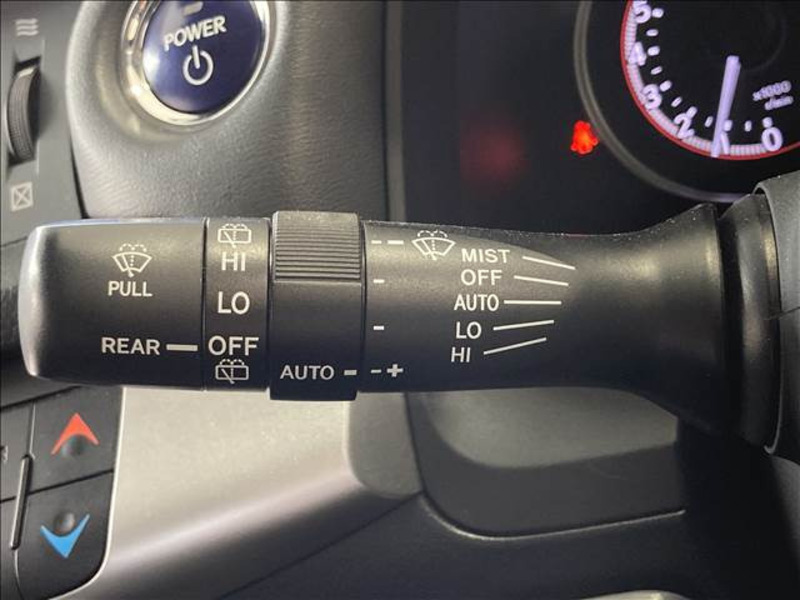 POWER
5
4
3
2
1
0
x1000
r/min
PULL
REAR
HI
LO
OFF
AUTO
- +
MIST
OFF
AUTO
LO
HI